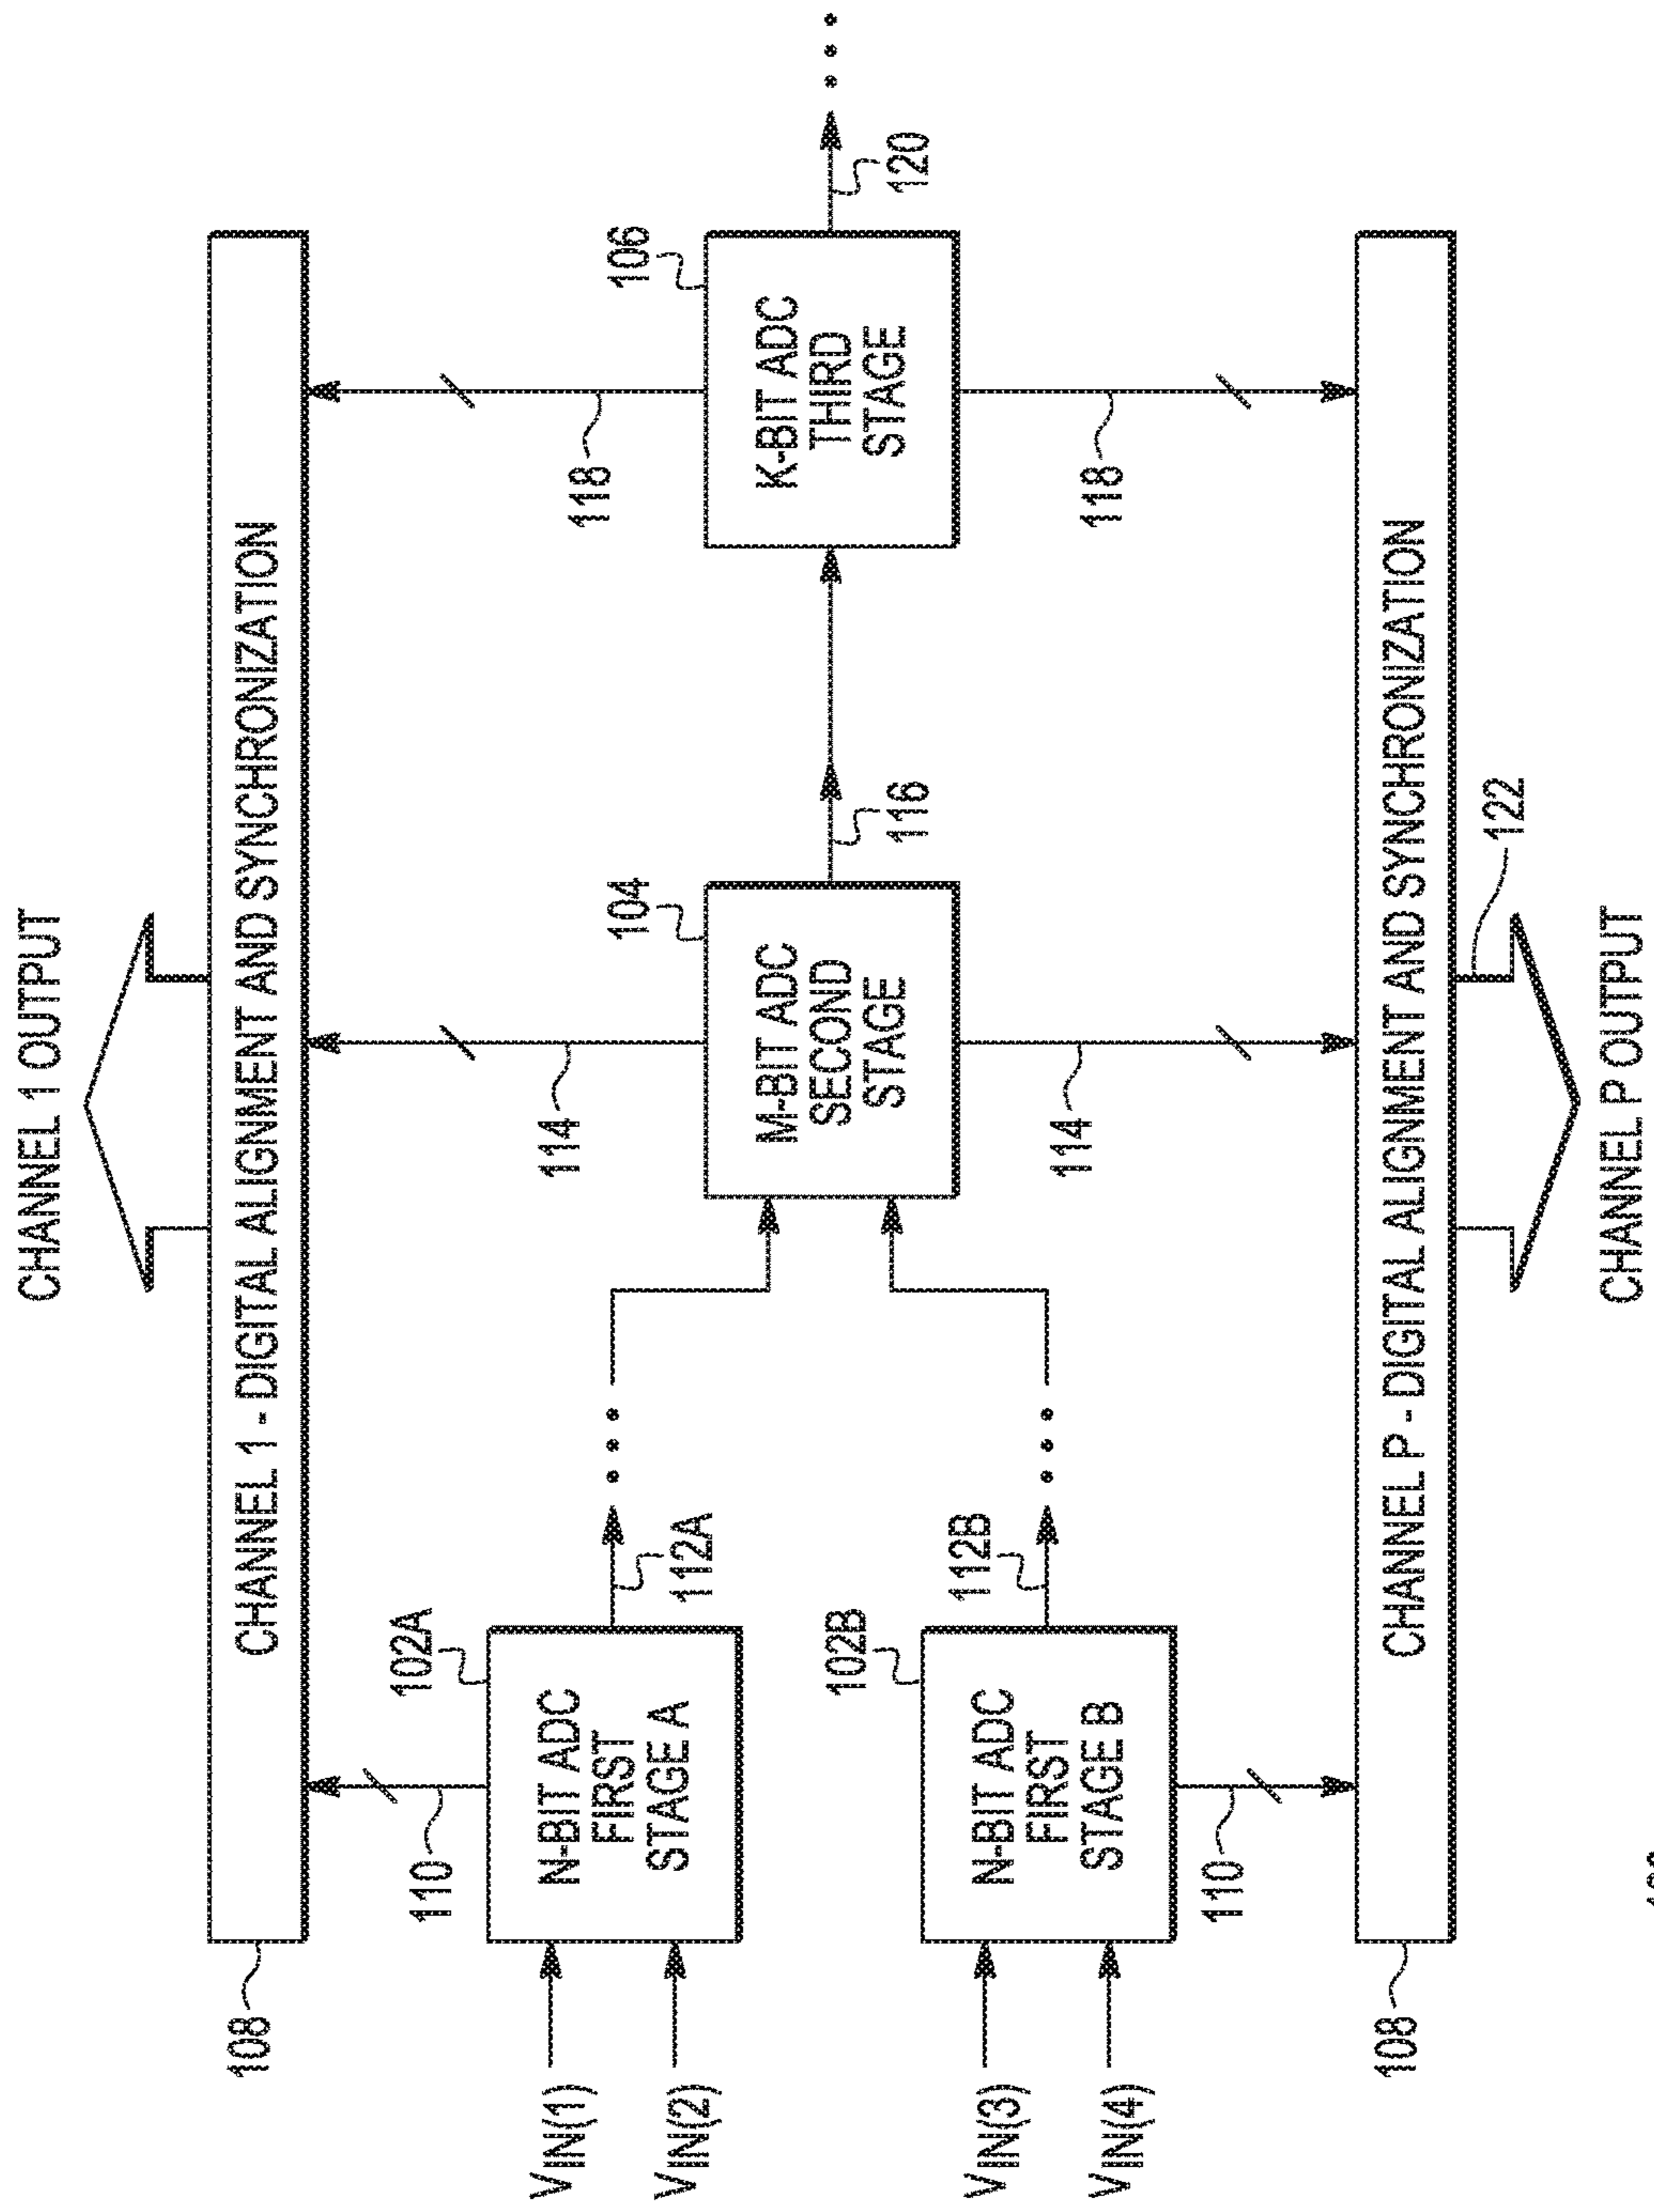 CHANNEL 1 OUTPUT
108
CHANNEL 1 - DIGITAL ALIGNMENT AND SYNCHRONIZATION
110
114
118
VIN(1)
VIN(2)
102A
N-BIT ADC
FIRST
STAGE A
112A
104
M-BIT ADC
SECOND
STAGE
116
106
K-BIT ADC
THIRD
STAGE
120
VIN(3)
VIN(4)
102B
N-BIT ADC
FIRST
STAGE B
112B
110
114
118
108
CHANNEL P - DIGITAL ALIGNMENT AND SYNCHRONIZATION
122
CHANNEL P OUTPUT